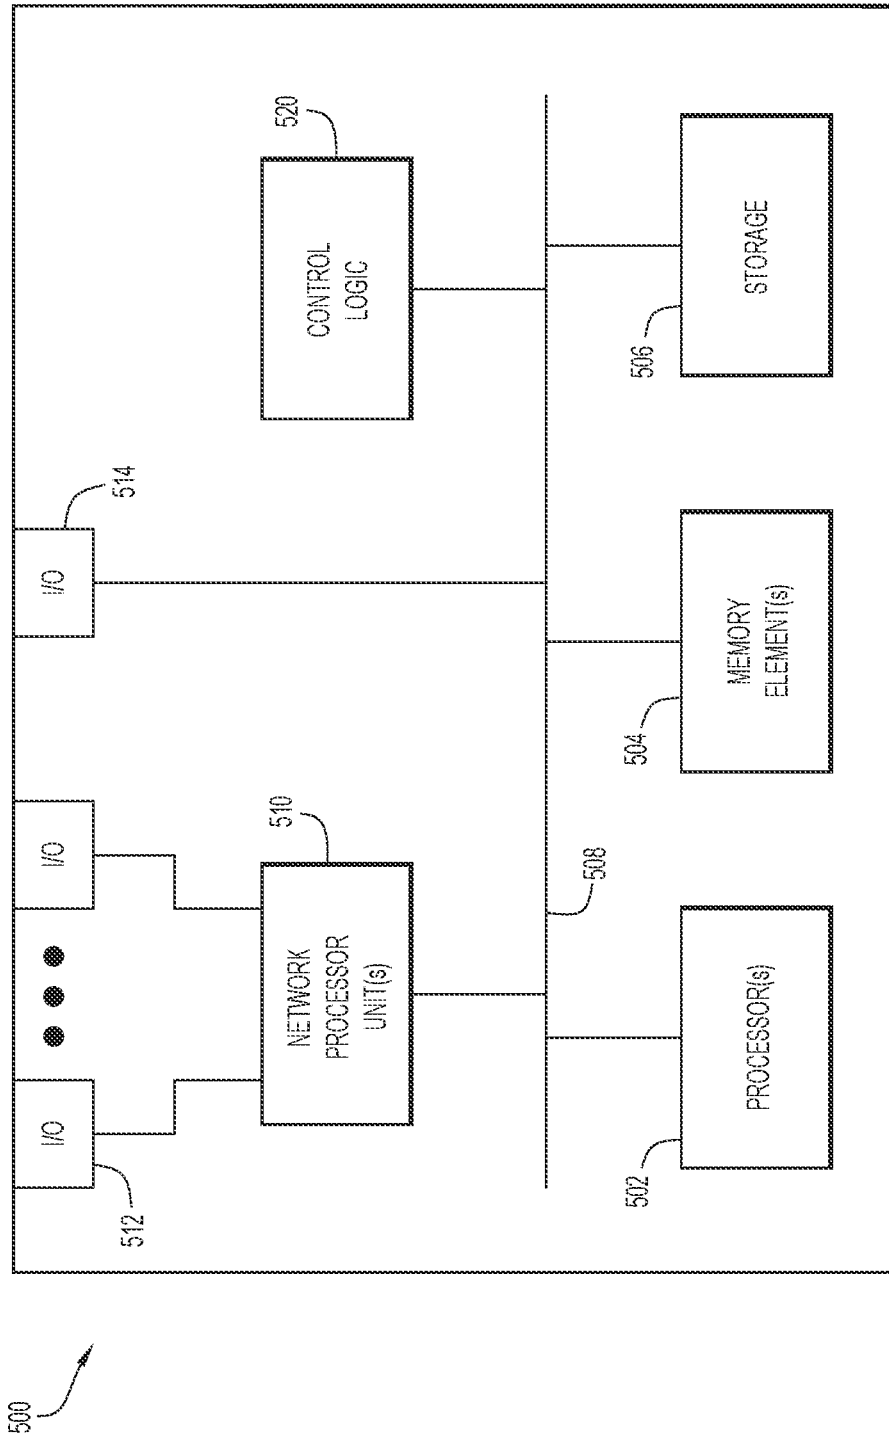 500
512
I/O
I/O
I/O
514
NETWORK
PROCESSOR
UNIT(s)
510
CONTROL
LOGIC
520
508
502
PROCESSOR(s)
504
MEMORY
ELEMENT(s)
506
STORAGE